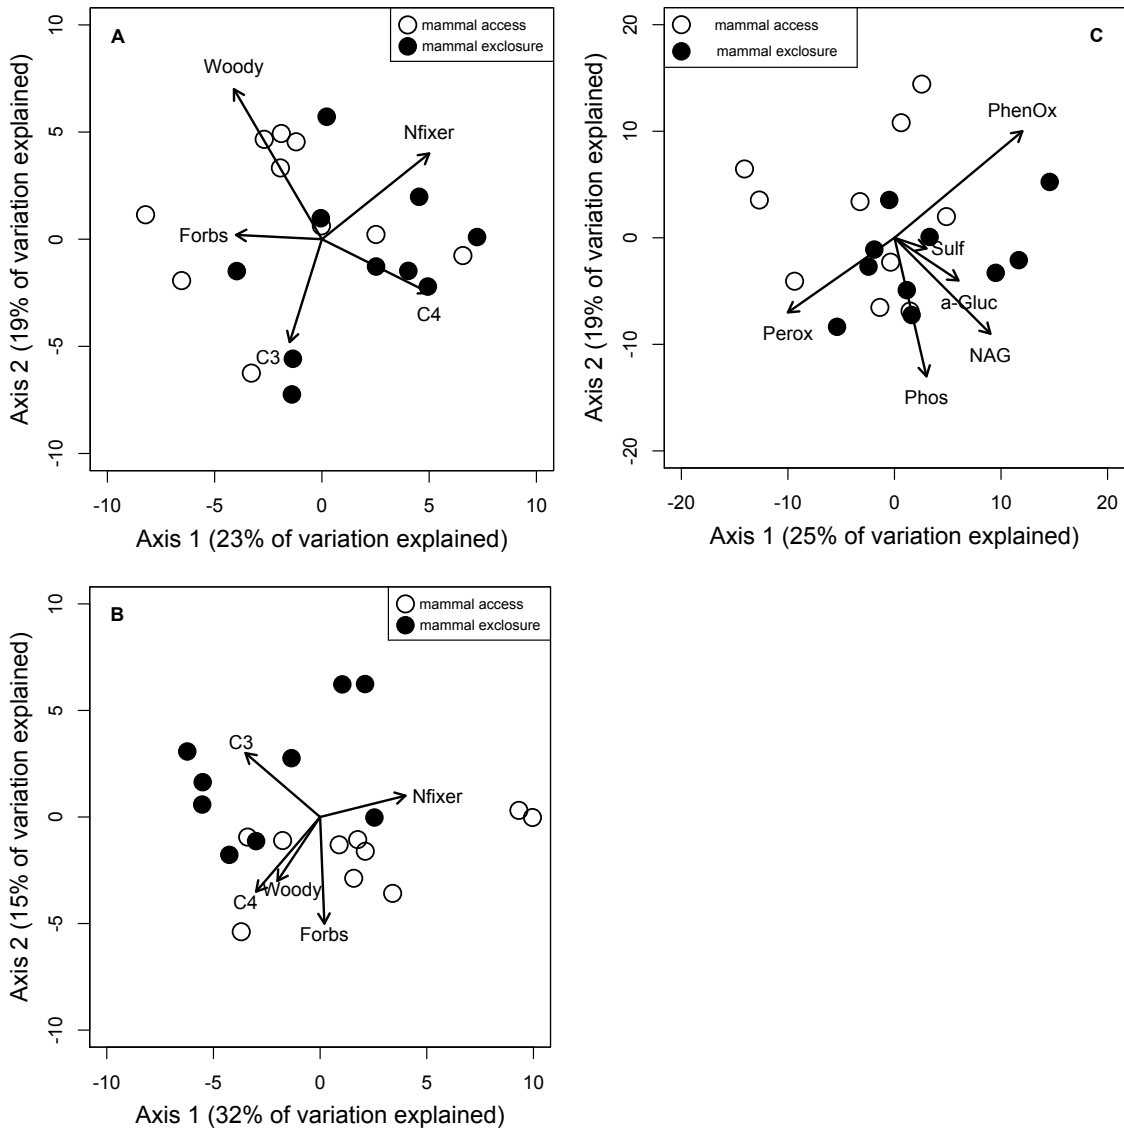 A
mammal access
mammal exclosure
Woody
Nfixer
Forbs
C4
C3
10
5
0
-5
-10
Axis 2 (19% of variation explained)
-10
-5
0
5
10
Axis 1 (23% of variation explained)
mammal access
mammal exclosure
C
PhenOx
Sulf
a-Gluc
Perox
NAG
Phos
20
10
0
-10
-20
Axis 2 (19% of variation explained)
-20
-10
0
10
20
Axis 1 (25% of variation explained)
B
mammal access
mammal exclosure
C3
Nfixer
C4
Woody
Forbs
10
5
0
-5
-10
Axis 2 (15% of variation explained)
-10
-5
0
5
10
Axis 1 (32% of variation explained)